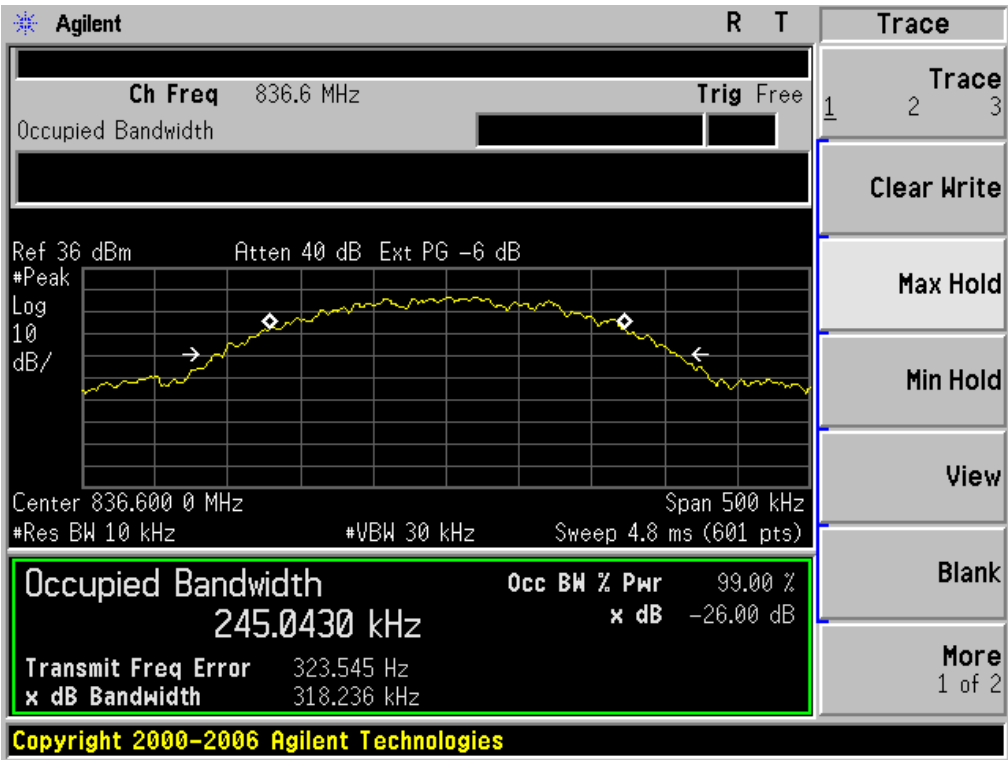 Agilent R T Trace
Ch Freq 836.6 MHz Trig Free
Occupied Bandwidth
Trace
1 2 3
Clear Write
Max Hold
Min Hold
View
Blank
More
1 of 2
Ref 36 dBm Atten 40 dB Ext PG -6 dB
#Peak
Log
10
dB/
Center 836.600 0 MHz Span 500 kHz
#Res BW 10 kHz #VBW 30 kHz Sweep 4.8 ms (601 pts)
Occupied Bandwidth Occ BW % Pwr 99.00 %
245.0430 kHz x dB -26.00 dB
Transmit Freq Error 323.545 Hz
x dB Bandwidth 318.236 kHz
Copyright 2000-2006 Agilent Technologies